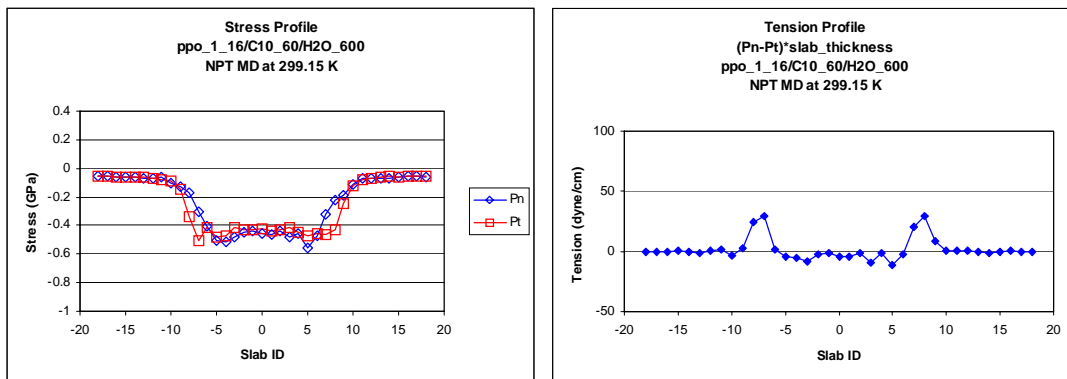 Stress Profile
ppo_1_16/C10_60/H2O_600
NPT MD at 299.15 K
0.4
0.2
0
-0.2
-0.4
-0.6
-0.8
-1
-20 -15 -10 -5 0 5 10 15 20
Stress (GPa)
Slab ID
Pn
Pt
Tension Profile
(Pn-Pt)*slab_thickness
ppo_1_16/C10_60/H2O_600
NPT MD at 299.15 K
100
50
0
-50
-20 -15 -10 -5 0 5 10 15 20
Tension (dyne/cm)
Slab ID